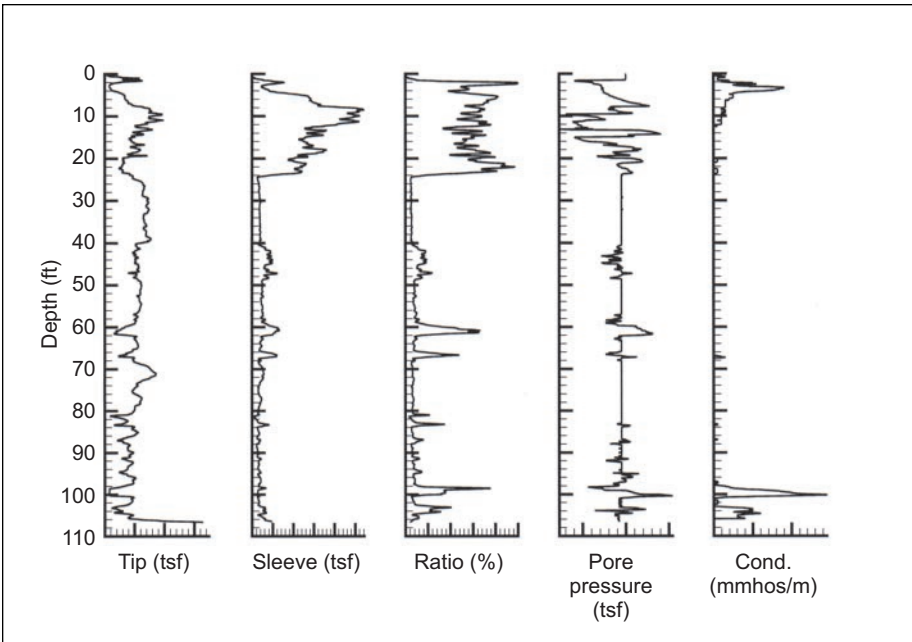 0
10
20
30
40
50
60
70
80
90
100
110
Depth (ft)
Tip (tsf)
Sleeve (tsf)
Ratio (%)
Pore
pressure
(tsf)
Cond.
(mmhos/m)